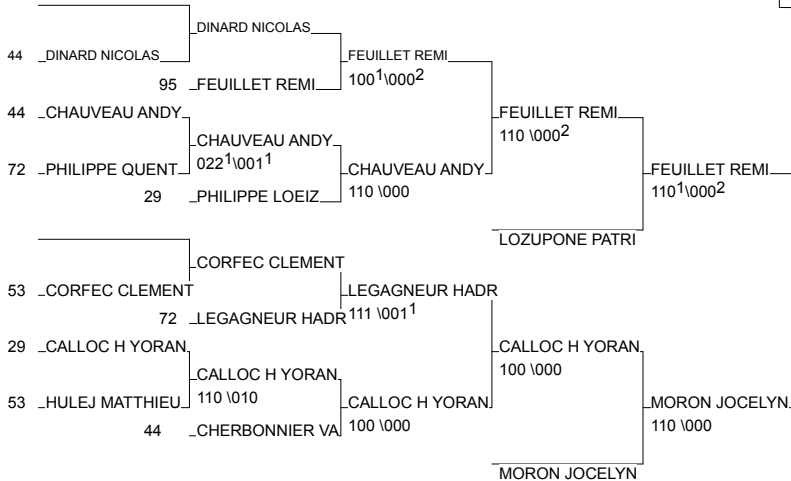 DINARD NICOLAS
44 DINARD NICOLAS
FEUILLET REMI
100¹\000²
95 FEUILLET REMI
44 CHAUVEAU ANDY
FEUILLET REMI
110 \000²
CHAUVEAU ANDY
022¹\001¹
72 PHILIPPE QUENT
CHAUVEAU ANDY
110 \000
FEUILLET REMI
110¹\000²
29 PHILIPPE LOEIZ
LOZUPONE PATRI
CORFEC CLEMENT
53 CORFEC CLEMENT
LEGAGNEUR HADR
111 \001¹
72 LEGAGNEUR HADR
29 CALLOC H YORAN
CALLOC H YORAN
100 \000
CALLOC H YORAN
110 \010
53 HULEJ MATTHIEU
CALLOC H YORAN
100 \000
MORON JOCELYN
110 \000
44 CHERBONNIER VA
MORON JOCELYN